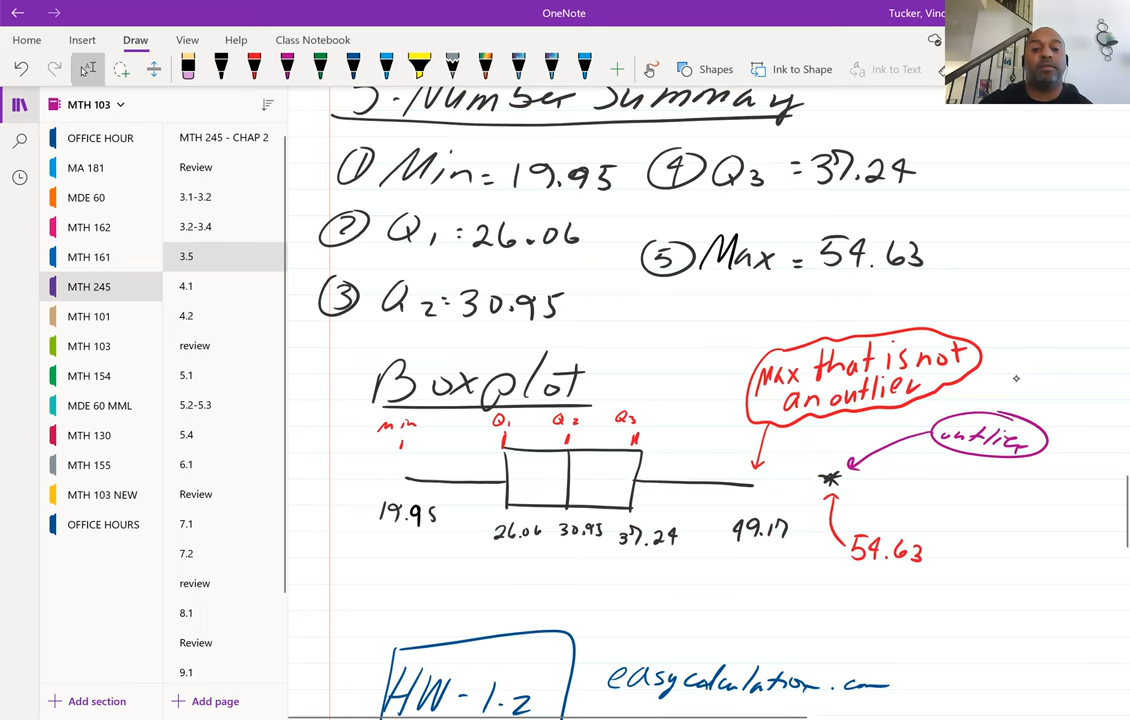 OneNote
Tucker, Vinc
Home
Insert
Draw
View
Help
Class Notebook
Shapes
Ink to Shape
Ink to Text
MTH 103
OFFICE HOUR
MA 181
MDE 60
MTH 162
MTH 161
MTH 245
MTH 101
MTH 103
MTH 154
MDE 60 MML
MTH 130
MTH 155
MTH 103 NEW
OFFICE HOURS
Add section
MTH 245 - CHAP 2
Review
3.1-3.2
3.2-3.4
3.5
4.1
4.2
review
5.1
5.2-5.3
5.4
6.1
Review
7.1
7.2
review
8.1
Review
9.1
Add page
5-Number Summary
① Min = 19.95 ④ Q3 = 37.24
② Q1 = 26.06
⑤ Max = 54.63
③ Q2 = 30.95
Boxplot
Max that is not
an outlier
outlier
min Q1 Q2 Q3
*
19.95 26.06 30.95 37.24 49.17
54.63
HW-1.2
easycalculation.com